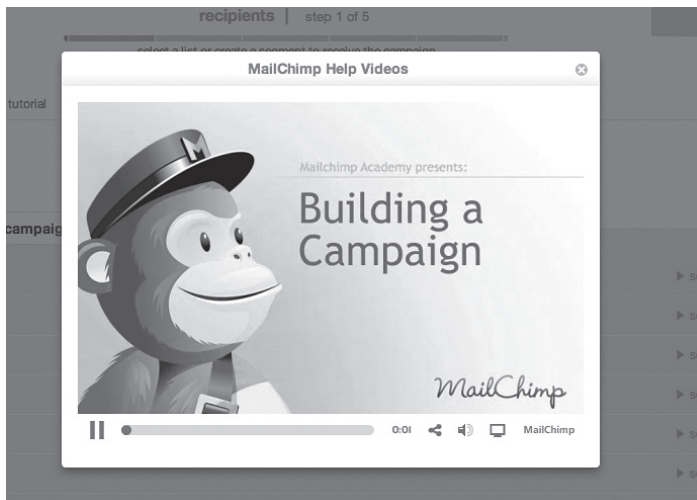 recipients | step 1 of 5
select a list or create a segment to receive the campaign
MailChimp Help Videos
tutorial
Mailchimp Academy presents:
Building a
Campaign
campaig
MailChimp
0:01
MailChimp